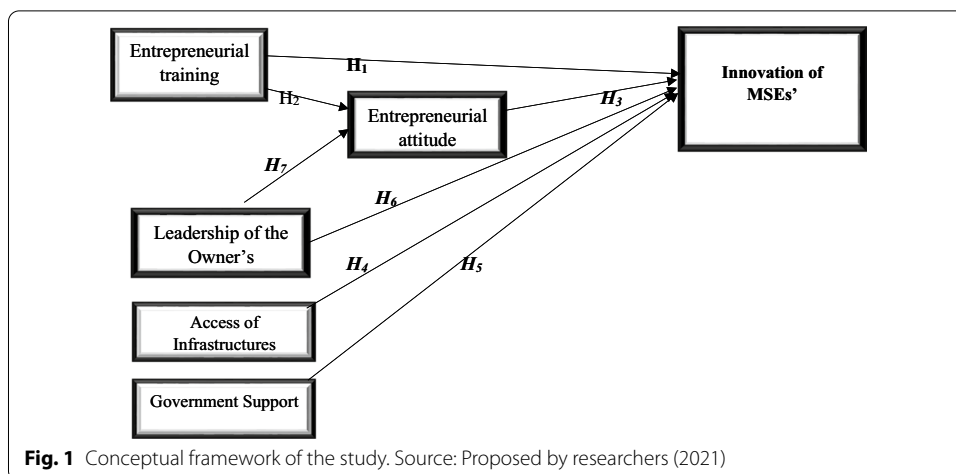 Entrepreneurial
training
H₁
H₂
Innovation of
MSEs'
Entrepreneurial
attitude
H₃
H₇
H₆
Leadership of the
Owner's
H₄
H₅
Access of
Infrastructures
Government Support
Fig. 1 Conceptual framework of the study. Source: Proposed by researchers (2021)